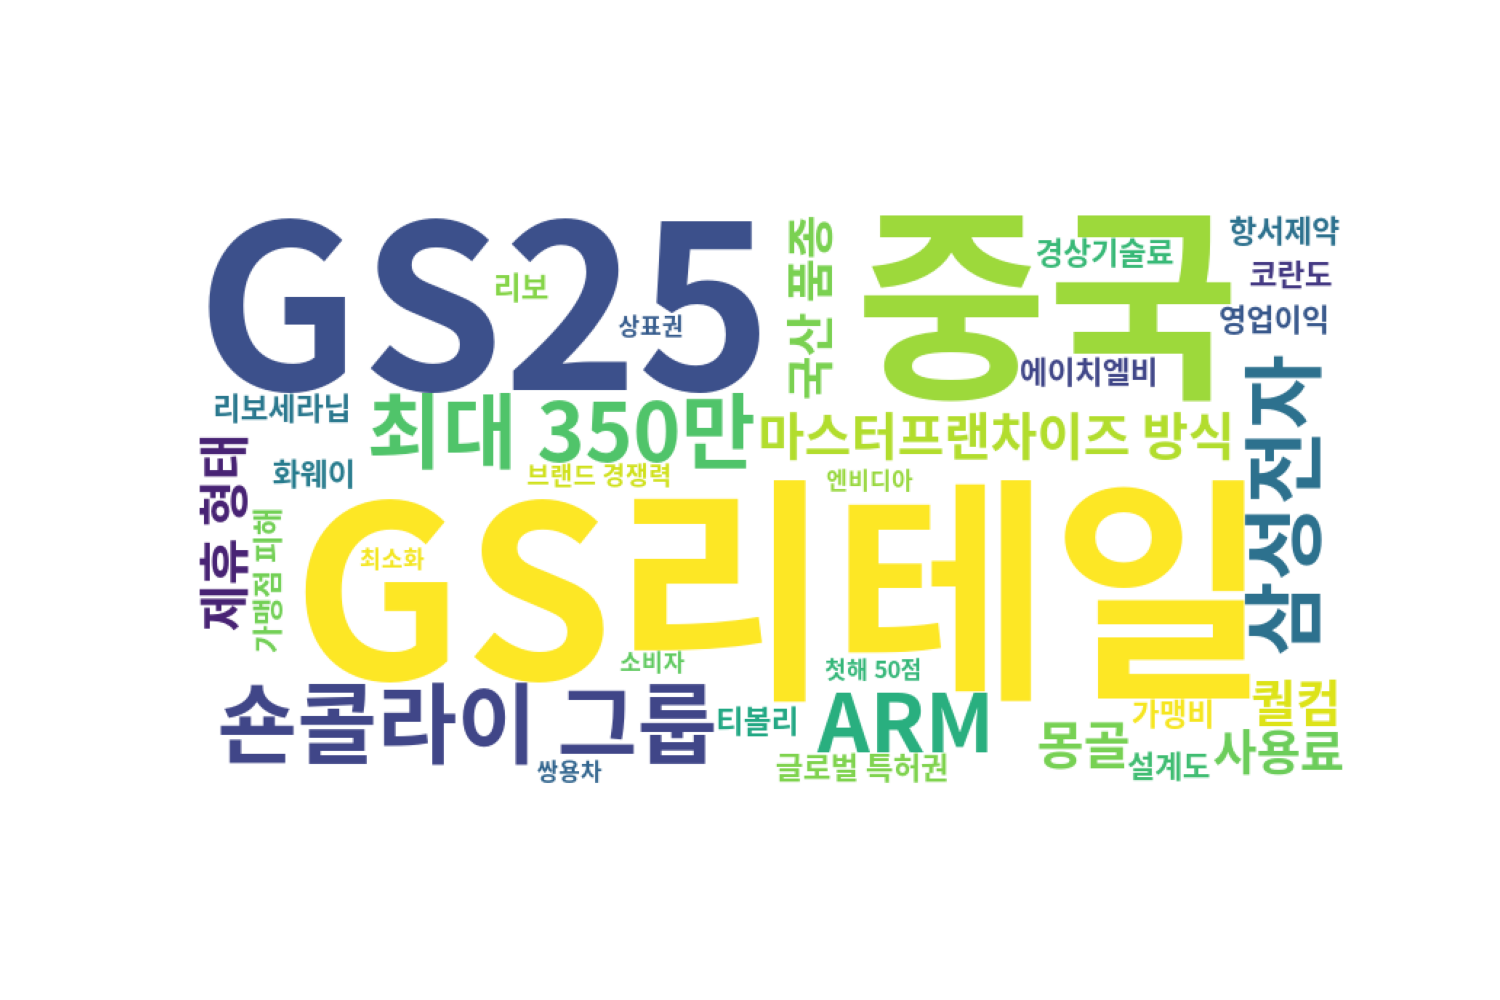 GS25
중국
국산 품종
항서제약
경상기술료
코란도
리보
상표권
영업이익
에이치엘비
리보세라닙
최대 350만
마스터프랜차이즈 방식
삼성전자
제휴 형태
화웨이
브랜드 경쟁력
엔비디아
가맹점 피해
GS리테일
최소화
소비자
첫해 50점
숀콜라이 그룹
티볼리
ARM
가맹비
퀄컴
몽골
사용료
쌍용차
글로벌 특허권
설계도